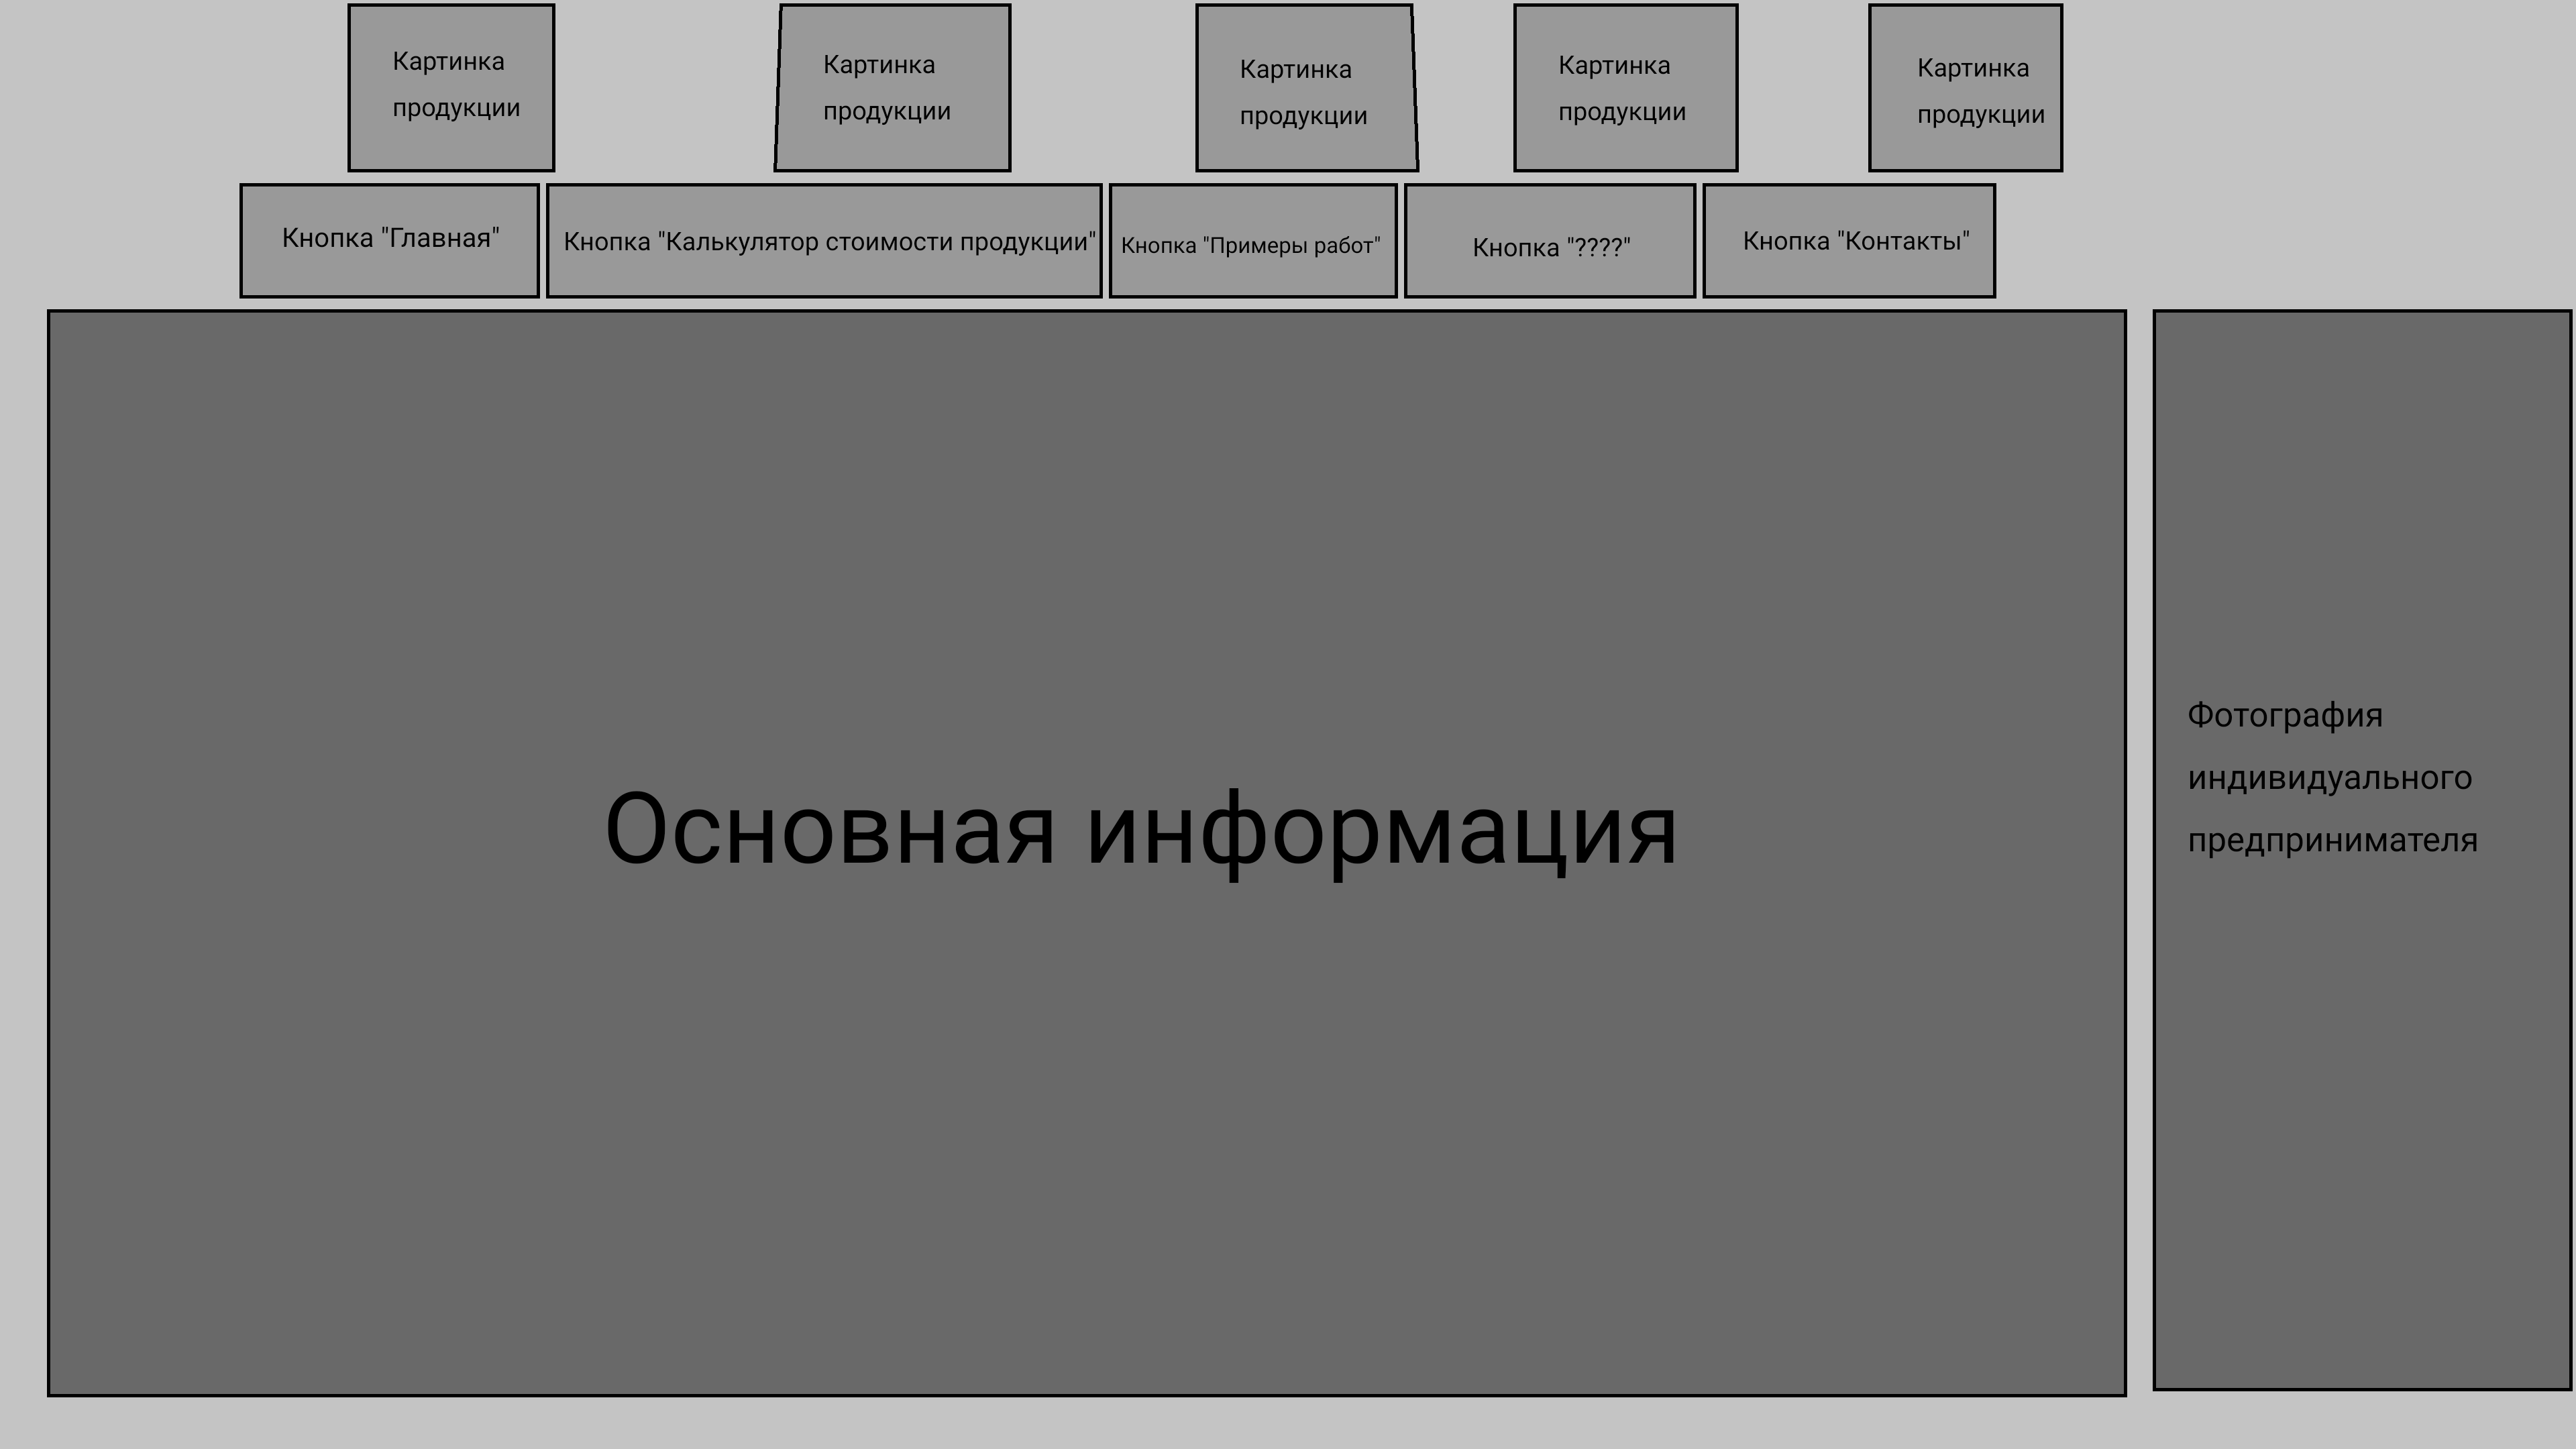 Картинка
продукции
Картинка
продукции
Картинка
продукции
Картинка
продукции
Картинка
продукции
Кнопка "Главная"
Кнопка "Калькулятор стоимости продукции"
Кнопка "Примеры работ"
Кнопка "????"
Кнопка "Контакты"
Основная информация
Фотография
индивидуального
предпринимателя